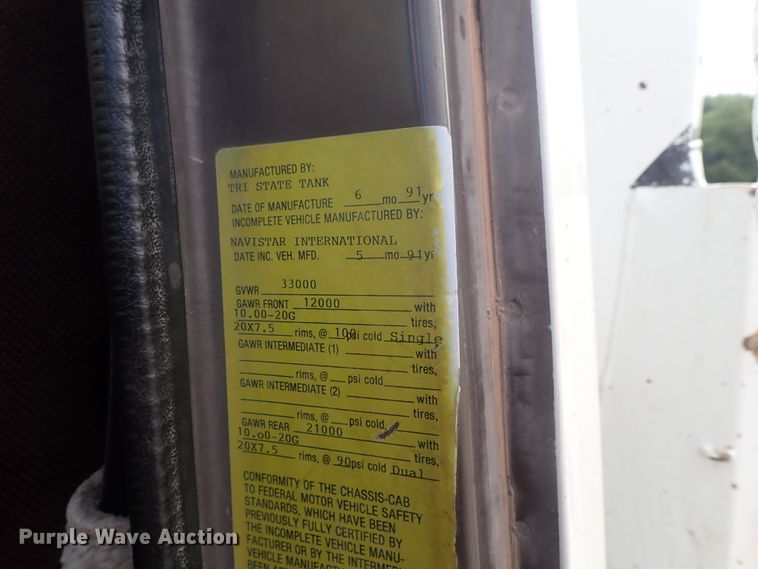 MANUFACTURED BY:
TRI STATE TANK
DATE OF MANUFACTURE 6 mo 91 yr
INCOMPLETE VEHICLE MANUFACTURED BY:
NAVISTAR INTERNATIONAL
DATE INC. VEH. MFD. 5 mo 91 yr
GVWR 33000
GAWR FRONT 12000 with
10.00-20G tires,
20X7.5 rims, @ 100 psi cold Single
GAWR INTERMEDIATE (1) with
tires,
rims, @ psi cold
GAWR INTERMEDIATE (2) with
tires,
rims, @ psi cold
GAWR REAR 21000 with
10.00-20G tires,
20X7.5 rims, @ 90 psi cold Dual
CONFORMITY OF THE CHASSIS-CAB
TO FEDERAL MOTOR VEHICLE SAFETY
STANDARDS, WHICH HAVE BEEN
PREVIOUSLY FULLY CERTIFIED BY
THE INCOMPLETE VEHICLE MANU-
FACTURER OR BY THE INTERMED
VEHICLE MANUFACT
BEEN
Purple Wave Auction